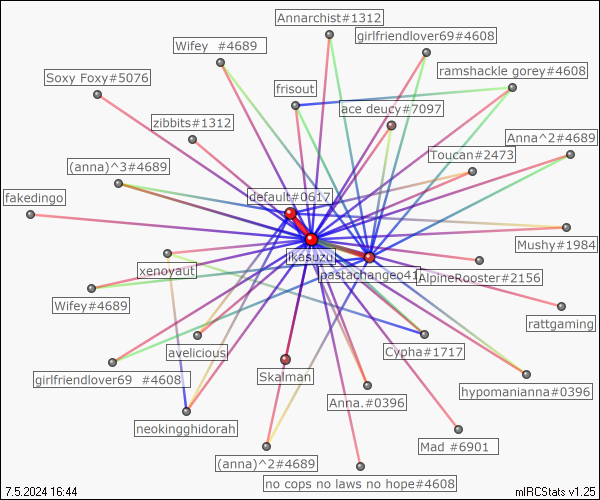 Annarchist#1312
Wifey  #4689
girlfriendlover69#4608
Soxy Foxy#5076
frisout
ramshackle gorey#4608
ace deucy#7097
zibbits#1312
Anna^2#4689
(anna)^3#4689
Toucan#2473
fakedingo
default#0617
Mushy#1984
ikasuzu
xenoyaut
pastachangeo41
AlpineRooster#2156
Wifey#4689
rattgaming
avelicious
Cypha#1717
girlfriendlover69  #4608
Skalman
hypomanianna#0396
Anna.#0396
neokingghidorah
Mad #6901
(anna)^2#4689
no cops no laws no hope#4608
7.5.2024 16:44
mIRCStats v1.25